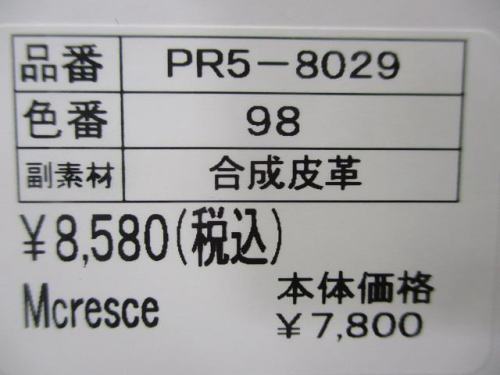 品番 PR5-8029
色番 98
副素材 合成皮革
¥8,580(税込)
Mcresce
本体価格
¥7,800